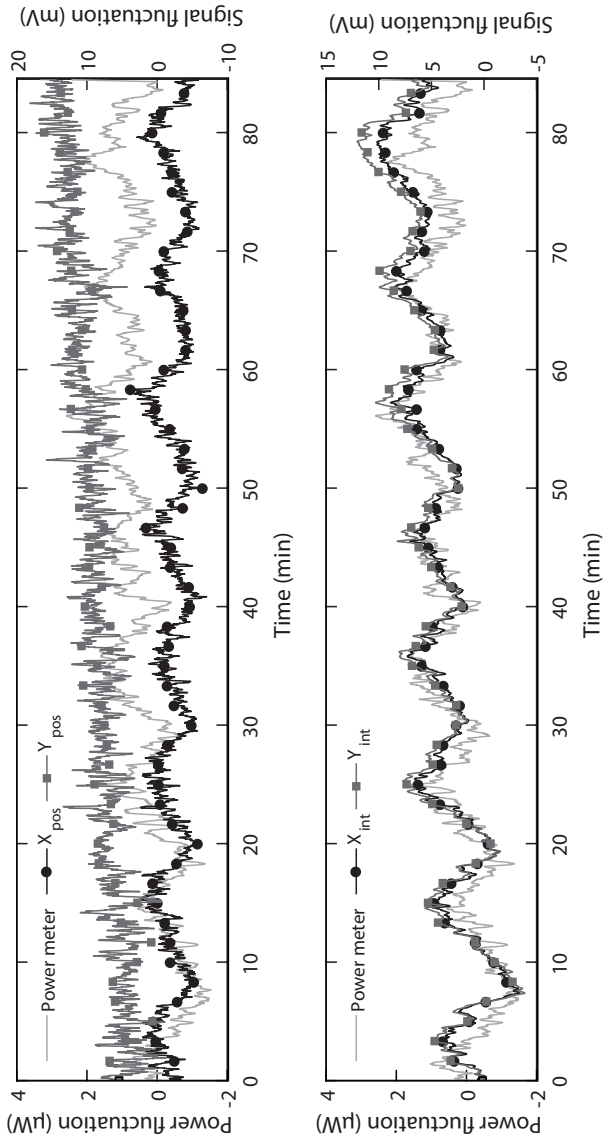 Power fluctuation (μW)
Signal fluctuation (mV)
4
2
0
-2
20
10
0
-10
Power meter X_pos Y_pos
0 10 20 30 40 50 60 70 80
Time (min)
Power fluctuation (μW)
Signal fluctuation (mV)
4
2
0
-2
15
10
5
0
-5
Power meter X_int Y_int
0 10 20 30 40 50 60 70 80
Time (min)